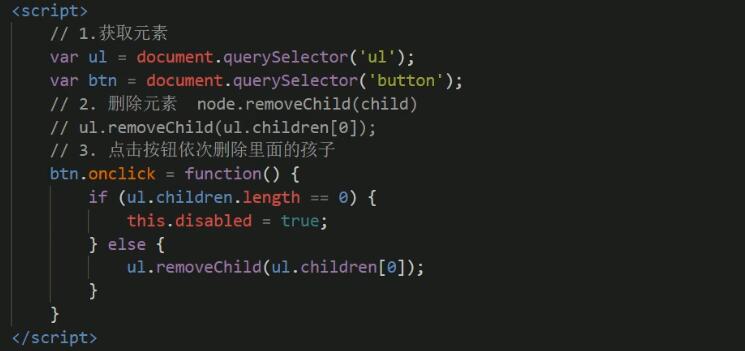 <script>
// 1.获取元素
var ul = document.querySelector('ul');
var btn = document.querySelector('button');
// 2. 删除元素  node.removeChild(child)
// ul.removeChild(ul.children[0]);
// 3. 点击按钮依次删除里面的孩子
btn.onclick = function() {
if (ul.children.length == 0) {
this.disabled = true;
} else {
ul.removeChild(ul.children[0]);
}
}
</script>